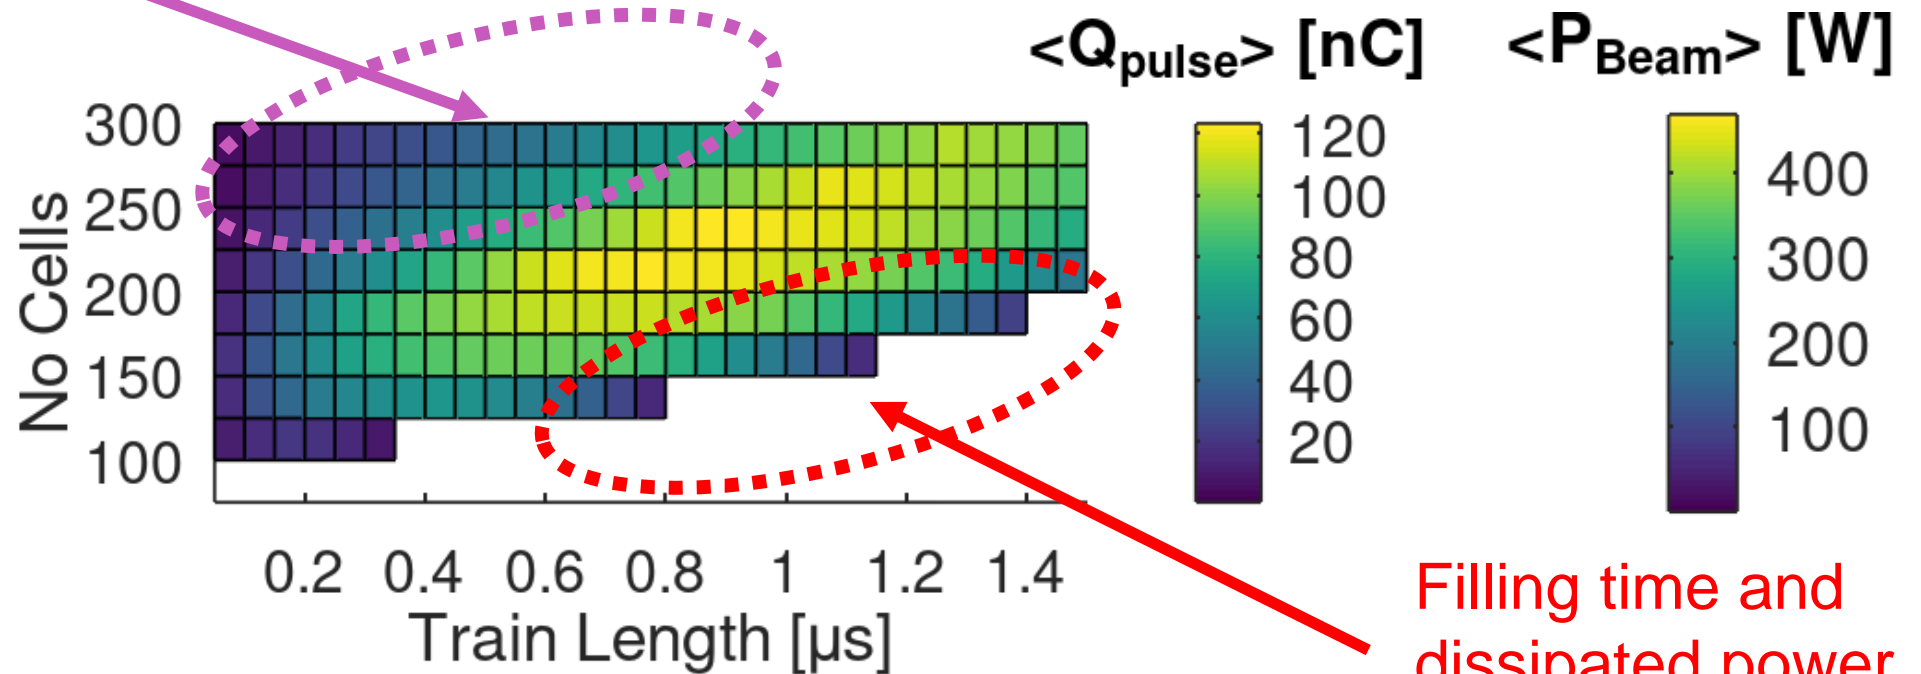 <Q_pulse> [nC]
<P_Beam> [W]
300
250
200
150
100
No Cells
0.2 0.4 0.6 0.8 1 1.2 1.4
Train Length [µs]
120
100
80
60
40
20
400
300
200
100
Filling time and
dissipated power